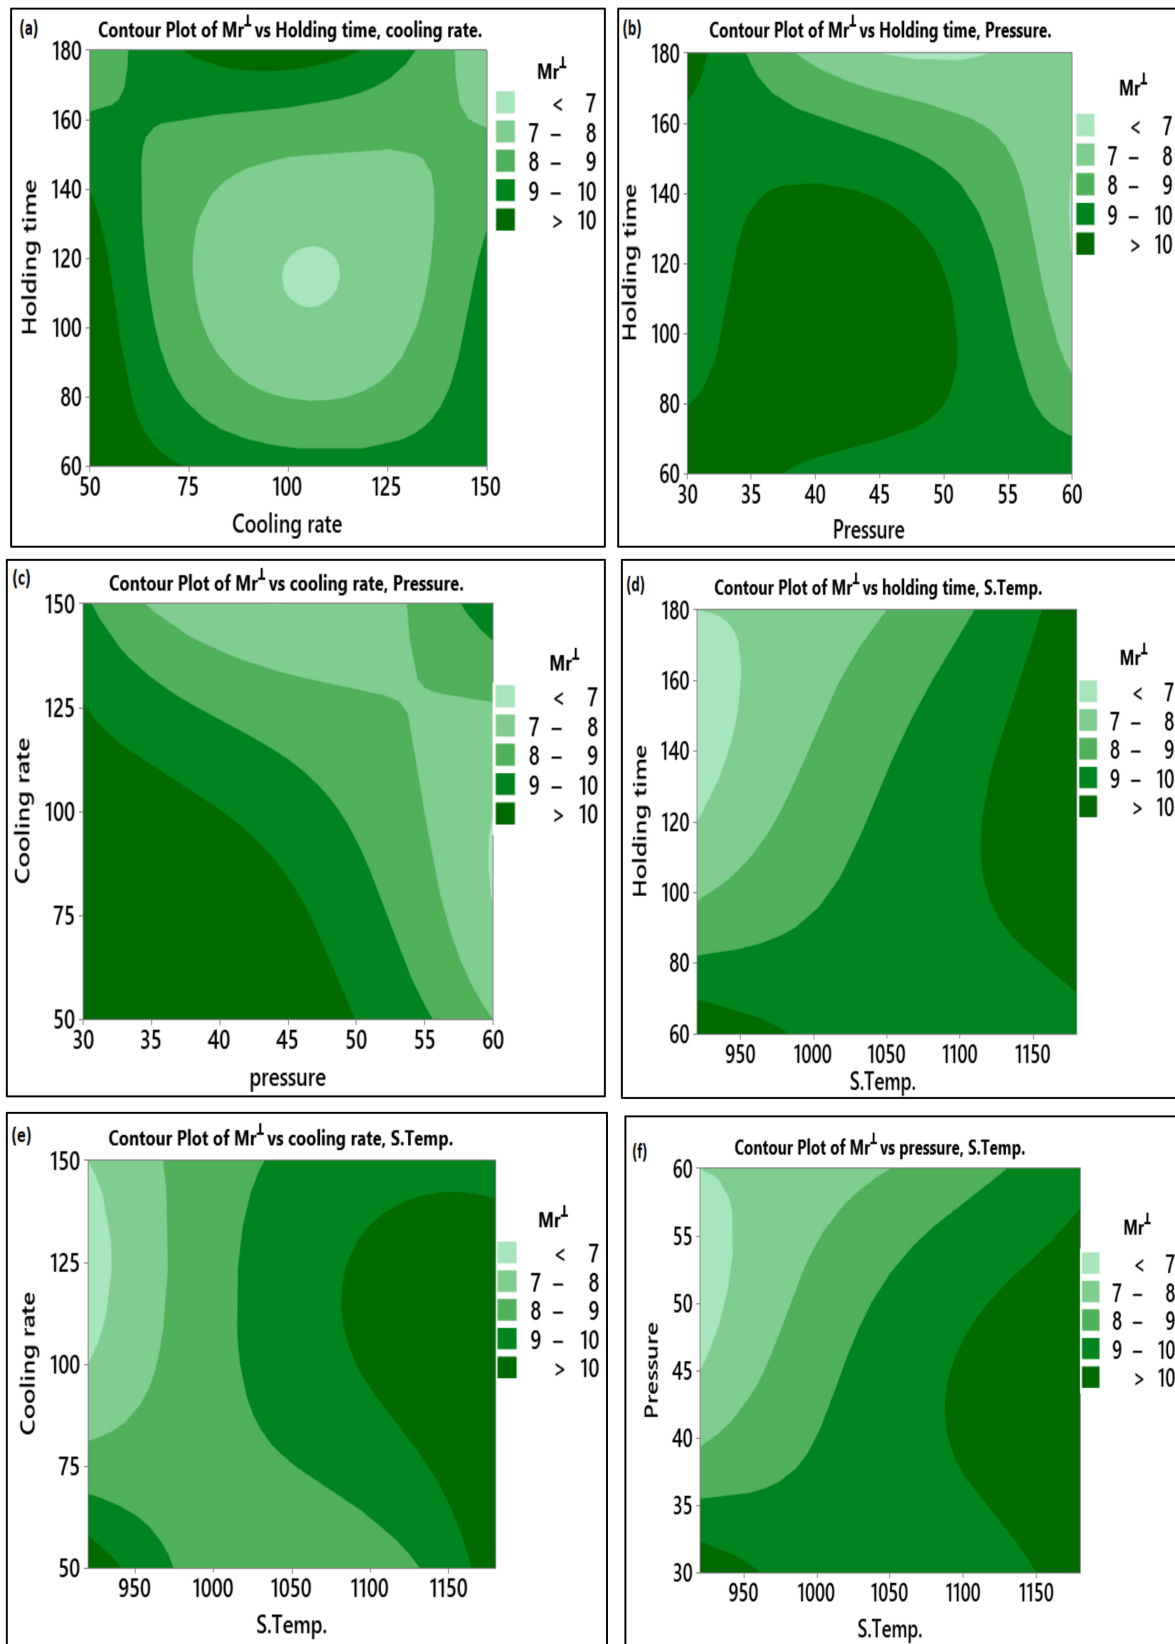 (a)
Contour Plot of Mr⊥ vs Holding time, cooling rate.
Mr⊥
< 7
7 – 8
8 – 9
9 – 10
> 10
Holding time
180
160
140
120
100
80
60
50 75 100 125 150
Cooling rate
(b)
Contour Plot of Mr⊥ vs Holding time, Pressure.
Mr⊥
< 7
7 – 8
8 – 9
9 – 10
> 10
Holding time
180
160
140
120
100
80
60
30 35 40 45 50 55 60
Pressure
(c)
Contour Plot of Mr⊥ vs cooling rate, Pressure.
Mr⊥
< 7
7 – 8
8 – 9
9 – 10
> 10
Cooling rate
150
125
100
75
50
30 35 40 45 50 55 60
pressure
(d)
Contour Plot of Mr⊥ vs holding time, S.Temp.
Mr⊥
< 7
7 – 8
8 – 9
9 – 10
> 10
Holding time
180
160
140
120
100
80
60
950 1000 1050 1100 1150
S.Temp.
(e)
Contour Plot of Mr⊥ vs cooling rate, S.Temp.
Mr⊥
< 7
7 – 8
8 – 9
9 – 10
> 10
Cooling rate
150
125
100
75
50
950 1000 1050 1100 1150
S.Temp.
(f)
Contour Plot of Mr⊥ vs pressure, S.Temp.
Mr⊥
< 7
7 – 8
8 – 9
9 – 10
> 10
Pressure
60
55
50
45
40
35
30
950 1000 1050 1100 1150
S.Temp.